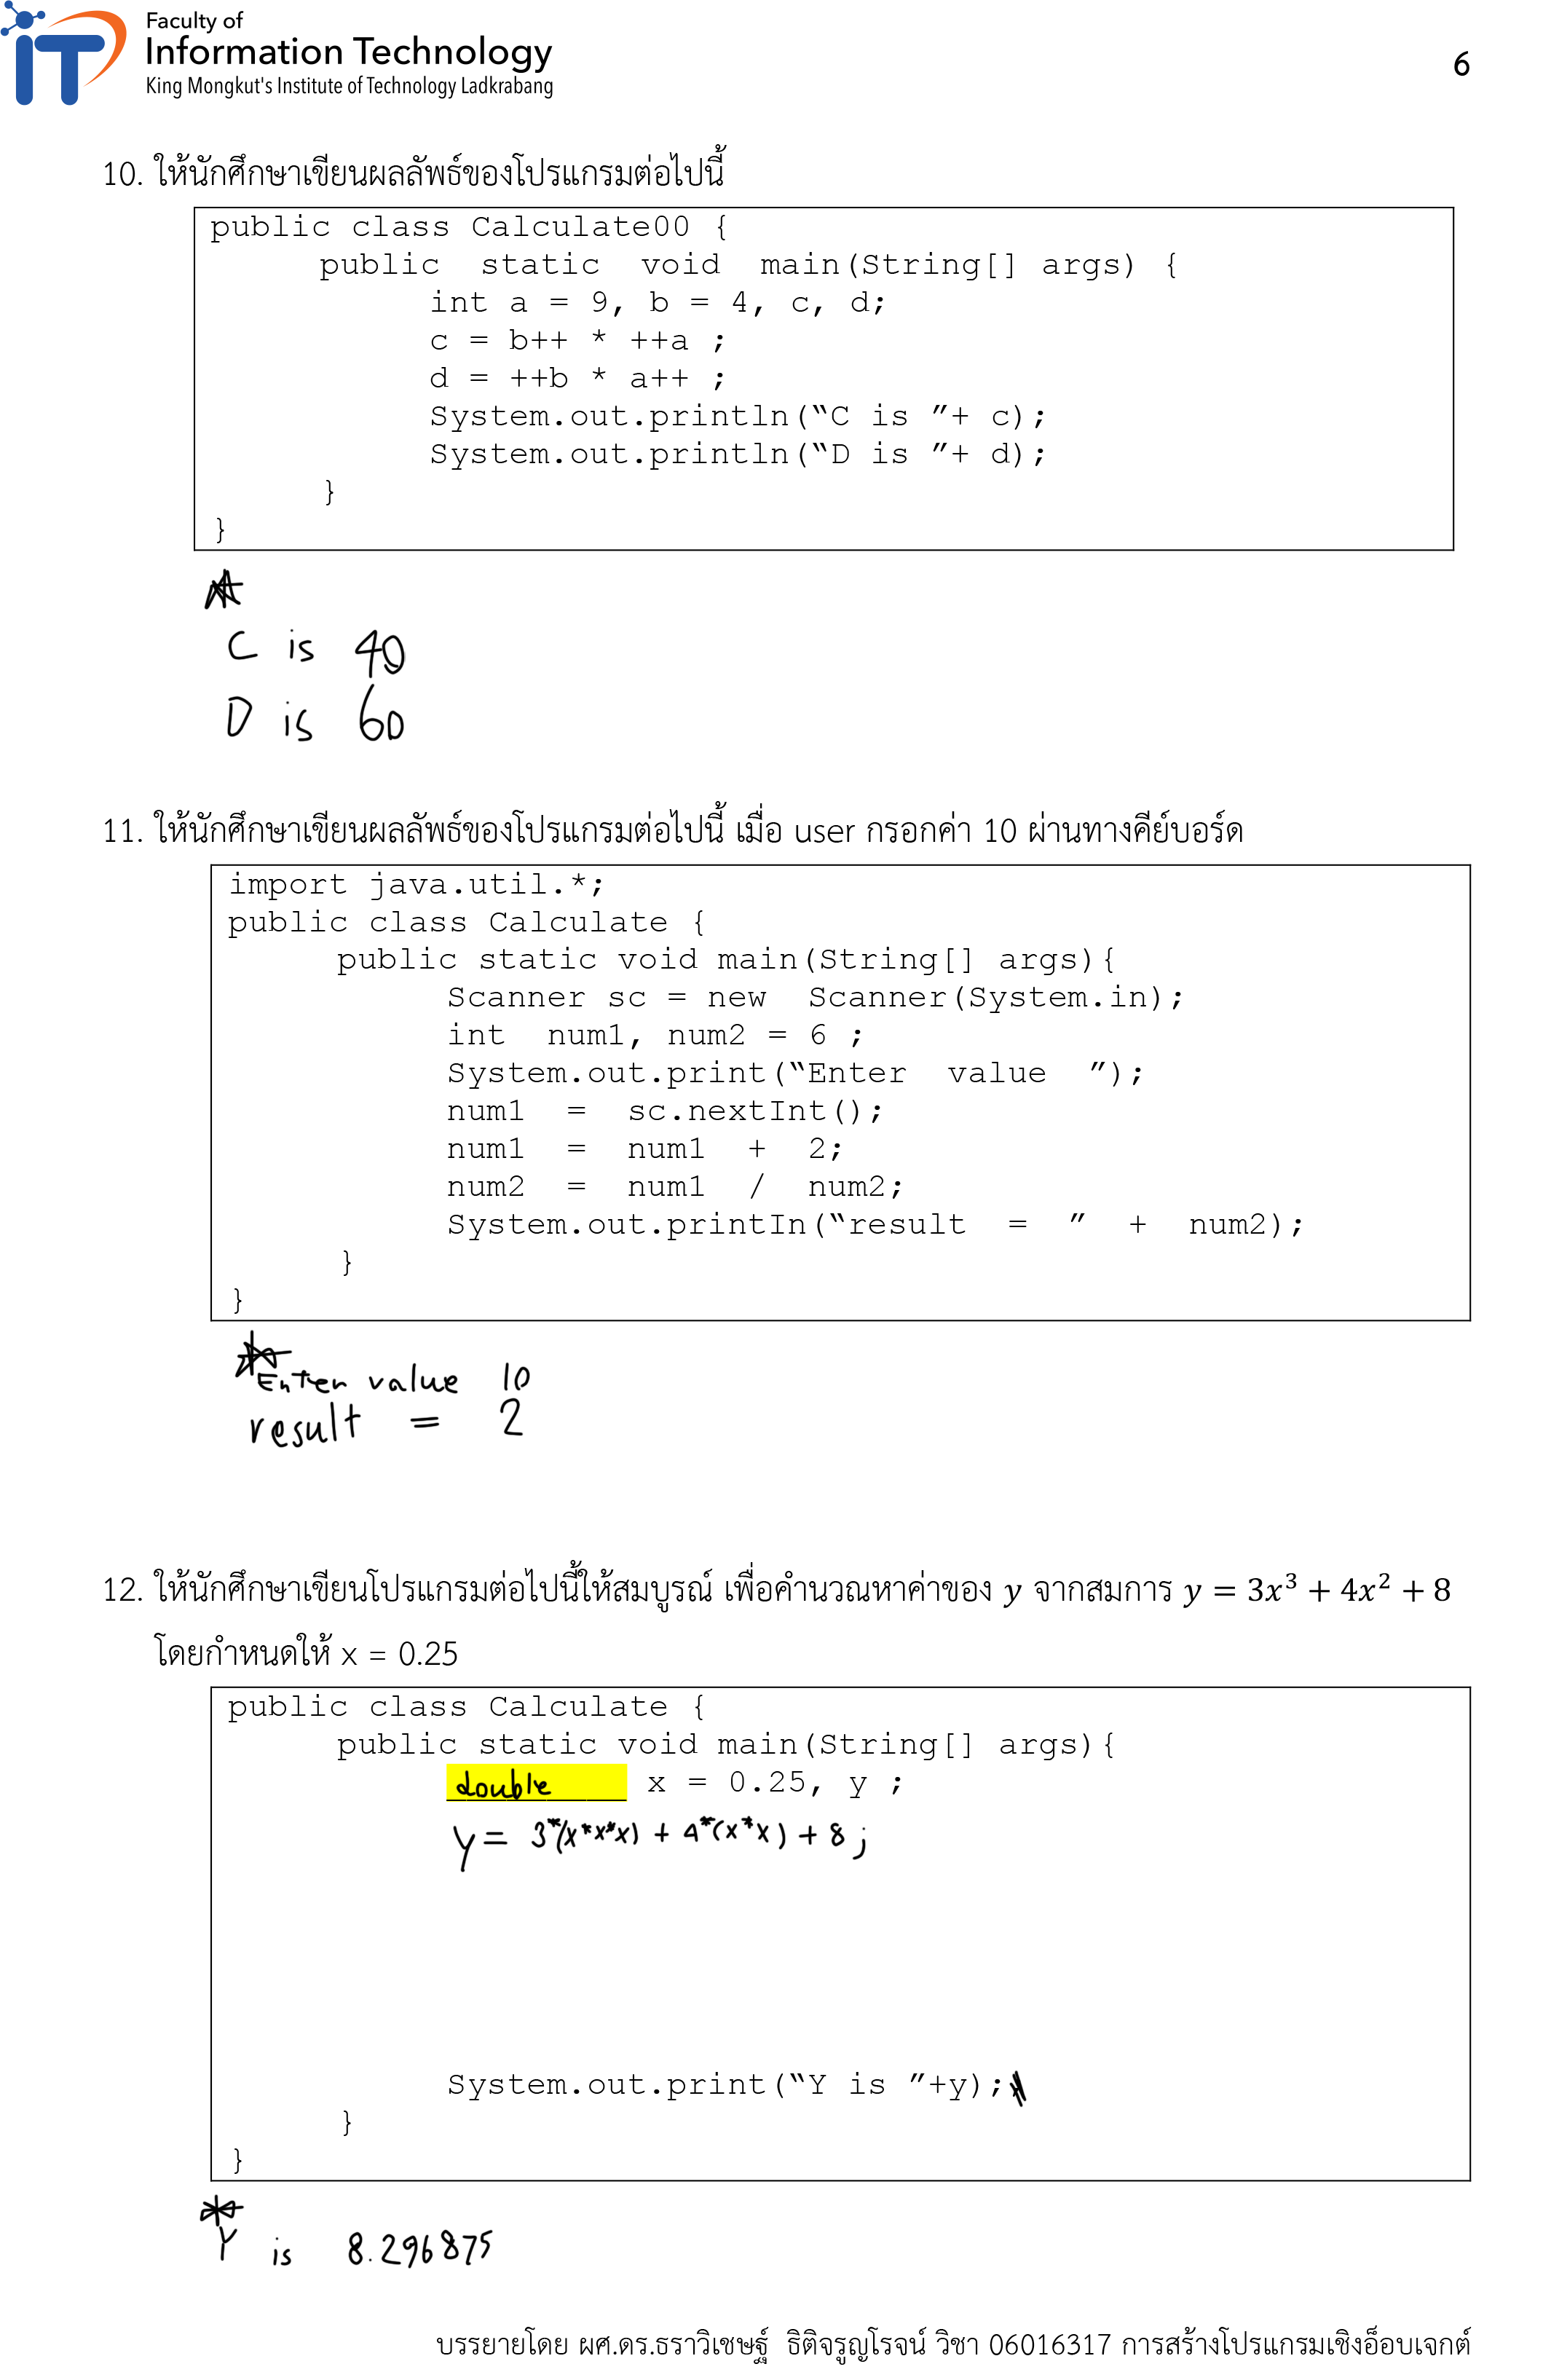 Faculty of
Information Technology
King Mongkut's Institute of Technology Ladkrabang
6
10. ให้นักศึกษาเขียนผลลัพธ์ของโปรแกรมต่อไปนี้
public class Calculate00 {
public static void main(String[] args) {
int a = 9, b = 4, c, d;
c = b++ * ++a ;
d = ++b * a++ ;
System.out.println(“C is ”+ c);
System.out.println(“D is ”+ d);
}
}
C is 40
D is 60
11. ให้นักศึกษาเขียนผลลัพธ์ของโปรแกรมต่อไปนี้ เมื่อ user กรอกค่า 10 ผ่านทางคีย์บอร์ด
import java.util.*;
public class Calculate {
public static void main(String[] args){
Scanner sc = new Scanner(System.in);
int num1, num2 = 6 ;
System.out.print(“Enter value ”);
num1 = sc.nextInt();
num1 = num1 + 2;
num2 = num1 / num2;
System.out.printIn(“result = ” + num2);
}
}
Enter value 10
result = 2
12. ให้นักศึกษาเขียนโปรแกรมต่อไปนี้ให้สมบูรณ์ เพื่อคำนวณหาค่าของ y จากสมการ y = 3x³ + 4x² + 8
โดยกำหนดให้ x = 0.25
public class Calculate {
public static void main(String[] args){
double x = 0.25, y ;
y = 3*(x*x*x) + 4*(x*x) + 8;
System.out.print(“Y is ”+y);
}
}
Y is 8.296875
บรรยายโดย ผศ.ดร.ธราวิเชษฐ์ ธิติจรูญโรจน์ วิชา 06016317 การสร้างโปรแกรมเชิงอ็อบเจกต์